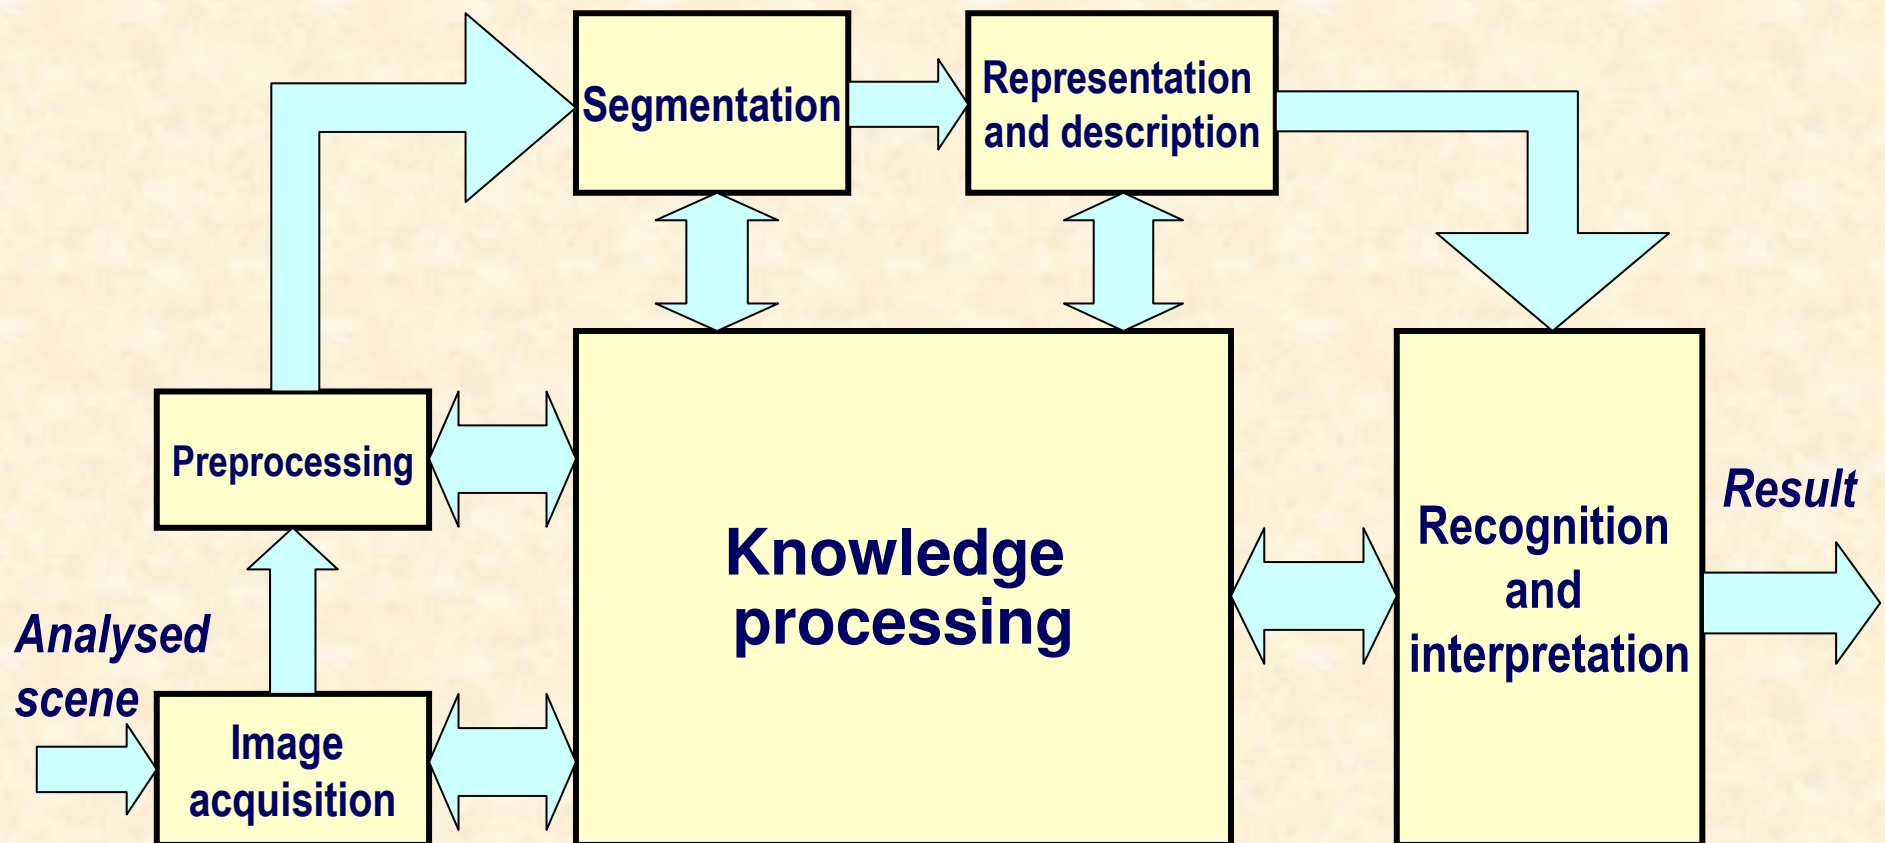 Segmentation
Representation
and description
Preprocessing
Knowledge
processing
Recognition
and
interpretation
Result
Analysed
scene
Image
acquisition